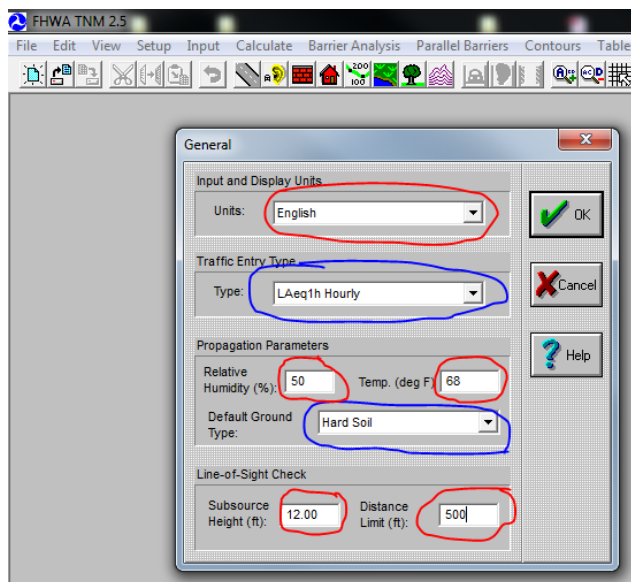 FHWA TNM 2.5
File Edit View Setup Input Calculate Barrier Analysis Parallel Barriers Contours Table
200
100
General
Input and Display Units
Units: English
OK
Traffic Entry Type
Type: LAeq1h Hourly
Cancel
Propagation Parameters
Relative Humidity (%): 50 Temp. (deg F) 68
Help
Default Ground Type: Hard Soil
Line-of-Sight Check
Subsource Height (ft): 12.00 Distance Limit (ft): 500